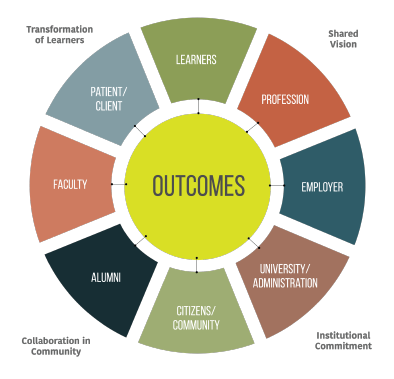 Transformation
of Learners
Shared
Vision
LEARNERS
PATIENT/
CLIENT
PROFESSION
FACULTY
OUTCOMES
EMPLOYER
ALUMNI
UNIVERSITY/
ADMINISTRATION
CITIZENS/
COMMUNITY
Collaboration in
Community
Institutional
Commitment